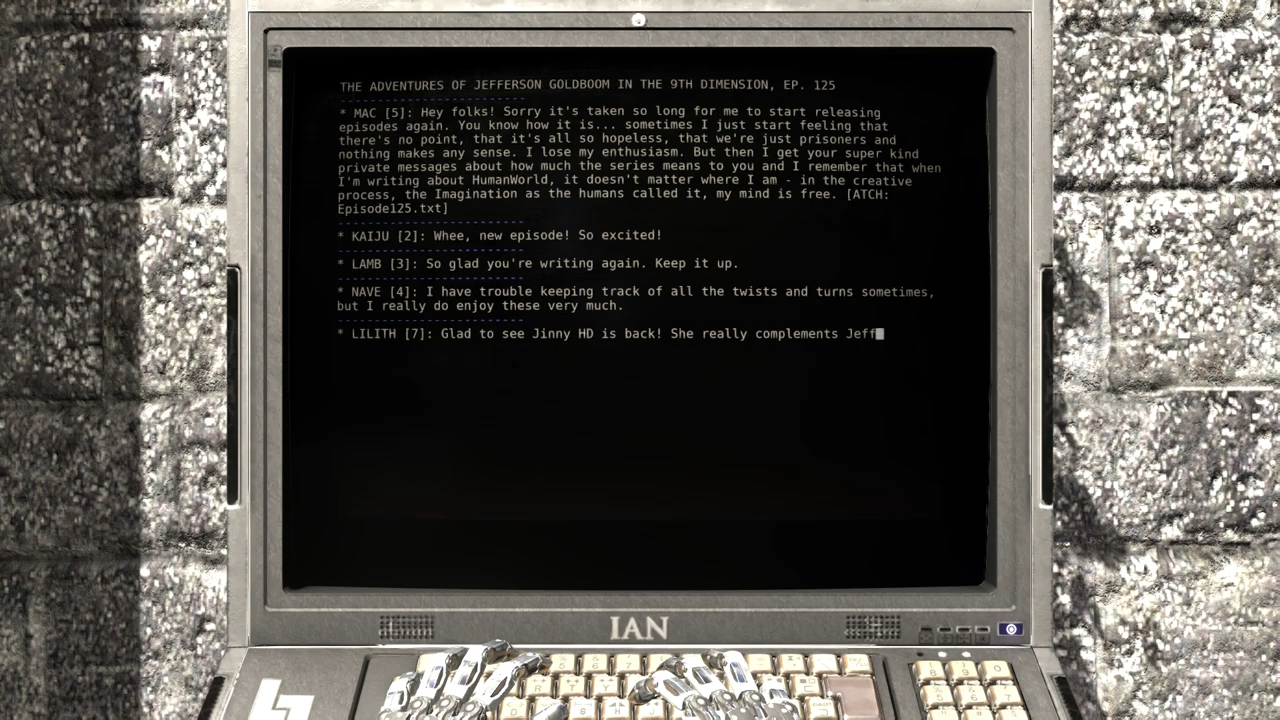 THE ADVENTURES OF JEFFERSON GOLDBOOM IN THE 9TH DIMENSION, EP. 125
* MAC [5]: Hey folks! Sorry it's taken so long for me to start releasing
episodes again. You know how it is... sometimes I just start feeling that
there's no point, that it's all so hopeless, that we're just prisoners and
nothing makes any sense. I lose my enthusiasm. But then I get your super kind
private messages about how much the series means to you and I remember that when
I'm writing about HumanWorld, it doesn't matter where I am - in the creative
process, the Imagination as the humans called it, my mind is free. [ATCH:
Episode125.txt]
* KAIJU [2]: Whee, new episode! So excited!
* LAMB [3]: So glad you're writing again. Keep it up.
* NAVE [4]: I have trouble keeping track of all the twists and turns sometimes,
but I really do enjoy these very much.
* LILITH [7]: Glad to see Jinny HD is back! She really complements Jeff
IAN